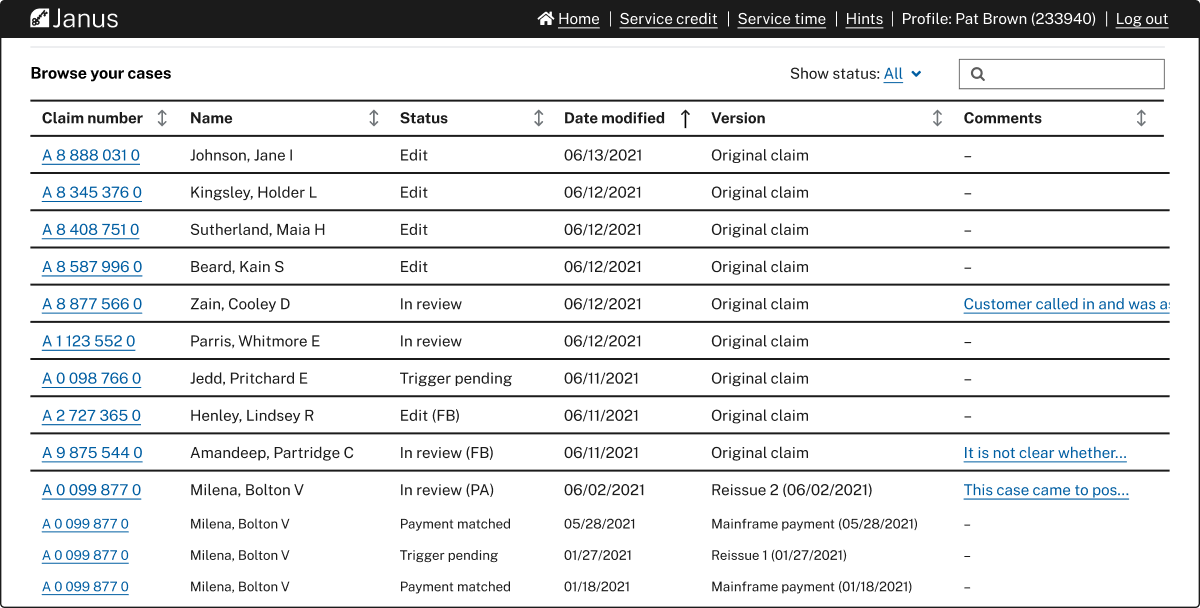 Janus Home | Service credit | Service time | Hints | Profile: Pat Brown (233940) | Log out
Browse your cases Show status: All
Claim number Name Status Date modified Version Comments
A 8 888 031 0 Johnson, Jane I Edit 06/13/2021 Original claim –
A 8 345 376 0 Kingsley, Holder L Edit 06/12/2021 Original claim –
A 8 408 751 0 Sutherland, Maia H Edit 06/12/2021 Original claim –
A 8 587 996 0 Beard, Kain S Edit 06/12/2021 Original claim –
A 8 877 566 0 Zain, Cooley D In review 06/12/2021 Original claim Customer called in and was
A 1 123 552 0 Parris, Whitmore E In review 06/12/2021 Original claim –
A 0 098 766 0 Jedd, Pritchard E Trigger pending 06/11/2021 Original claim –
A 2 727 365 0 Henley, Lindsey R Edit (FB) 06/11/2021 Original claim –
A 9 875 544 0 Amandeep, Partridge C In review (FB) 06/11/2021 Original claim It is not clear whether...
A 0 099 877 0 Milena, Bolton V In review (PA) 06/02/2021 Reissue 2 (06/02/2021) This case came to pos...
A 0 099 877 0 Milena, Bolton V Payment matched 05/28/2021 Mainframe payment (05/28/2021) –
A 0 099 877 0 Milena, Bolton V Trigger pending 01/27/2021 Reissue 1 (01/27/2021) –
A 0 099 877 0 Milena, Bolton V Payment matched 01/18/2021 Mainframe payment (01/18/2021) –